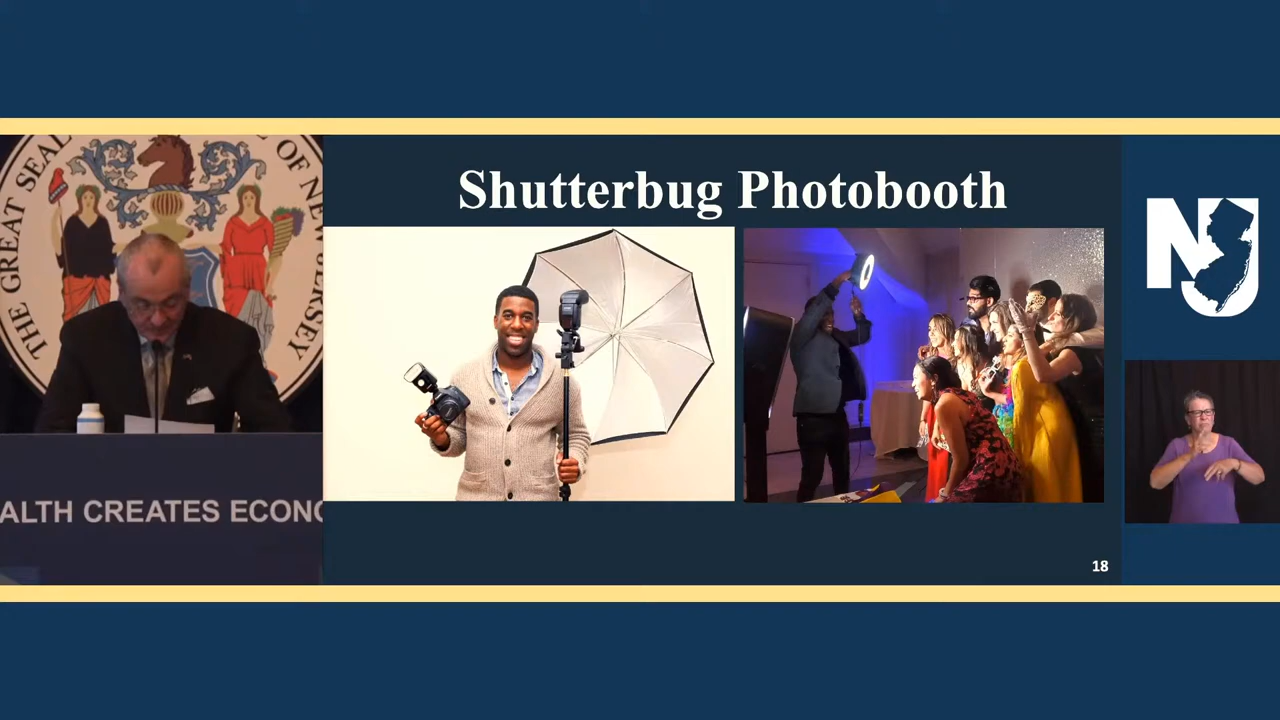 THE GREAT SEAL
OF NEW JERSEY
ALTH CREATES ECONO
Shutterbug Photobooth
18
NJ